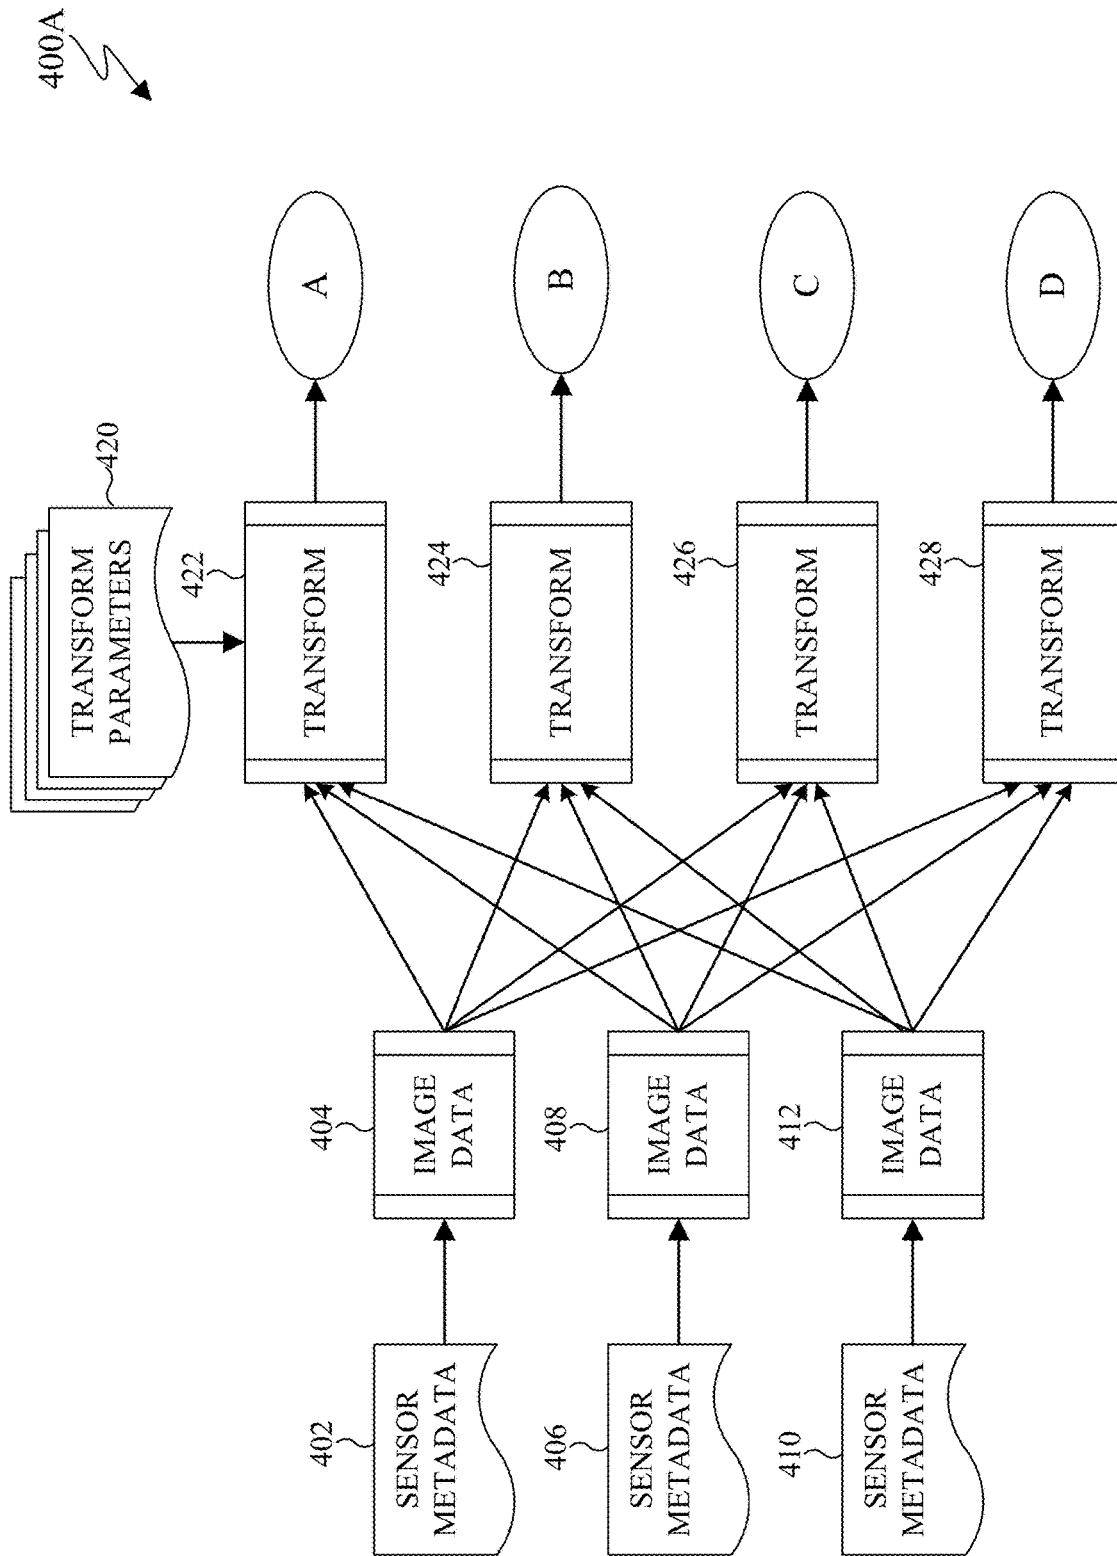 400A
420
TRANSFORM
PARAMETERS
402
SENSOR
METADATA
404
IMAGE
DATA
422
TRANSFORM
A
406
SENSOR
METADATA
408
IMAGE
DATA
424
TRANSFORM
B
410
SENSOR
METADATA
412
IMAGE
DATA
426
TRANSFORM
C
428
TRANSFORM
D